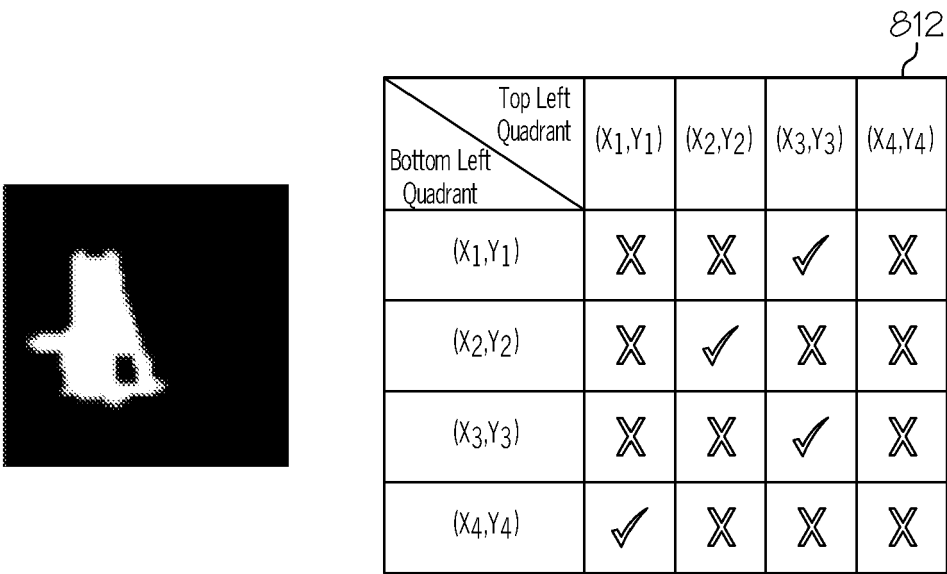 812
Top Left
Quadrant
Bottom Left
Quadrant
(X1,Y1) (X2,Y2) (X3,Y3) (X4,Y4)
(X1,Y1) X X ✓ X
(X2,Y2) X ✓ X X
(X3,Y3) X X ✓ X
(X4,Y4) ✓ X X X